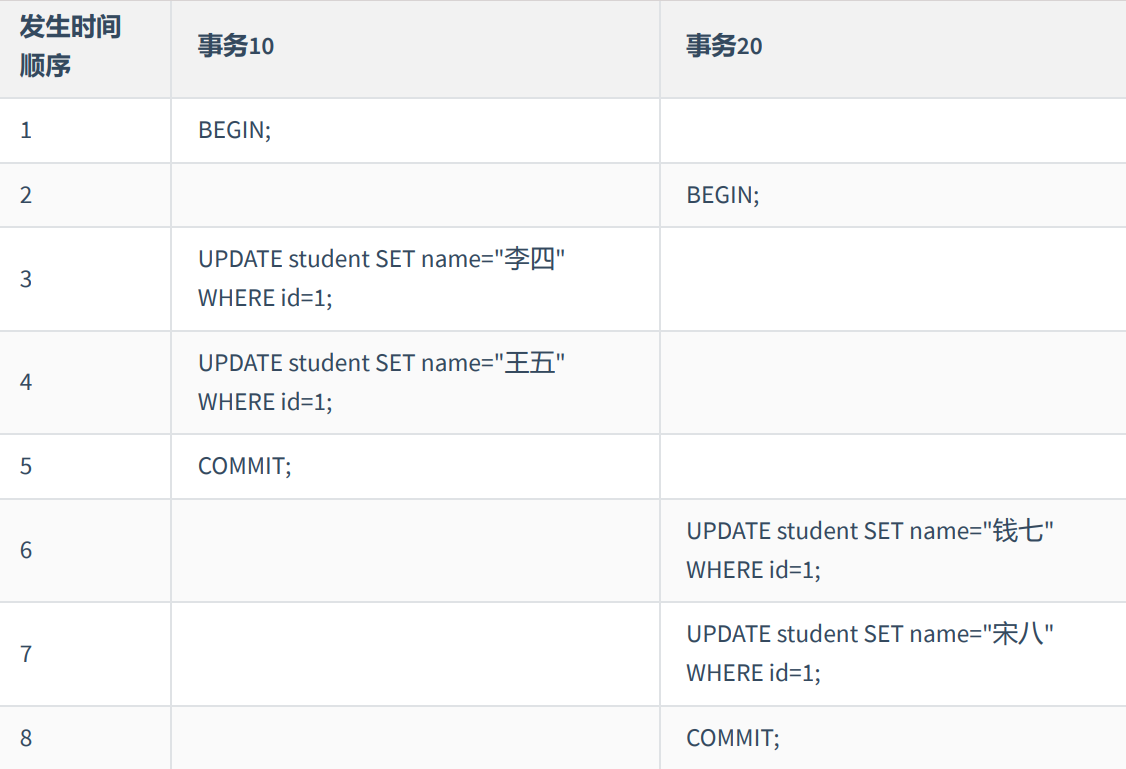 发生时间
顺序
事务10
事务20
1
BEGIN;
2
BEGIN;
3
UPDATE student SET name="李四"
WHERE id=1;
4
UPDATE student SET name="王五"
WHERE id=1;
5
COMMIT;
6
UPDATE student SET name="钱七"
WHERE id=1;
7
UPDATE student SET name="宋八"
WHERE id=1;
8
COMMIT;